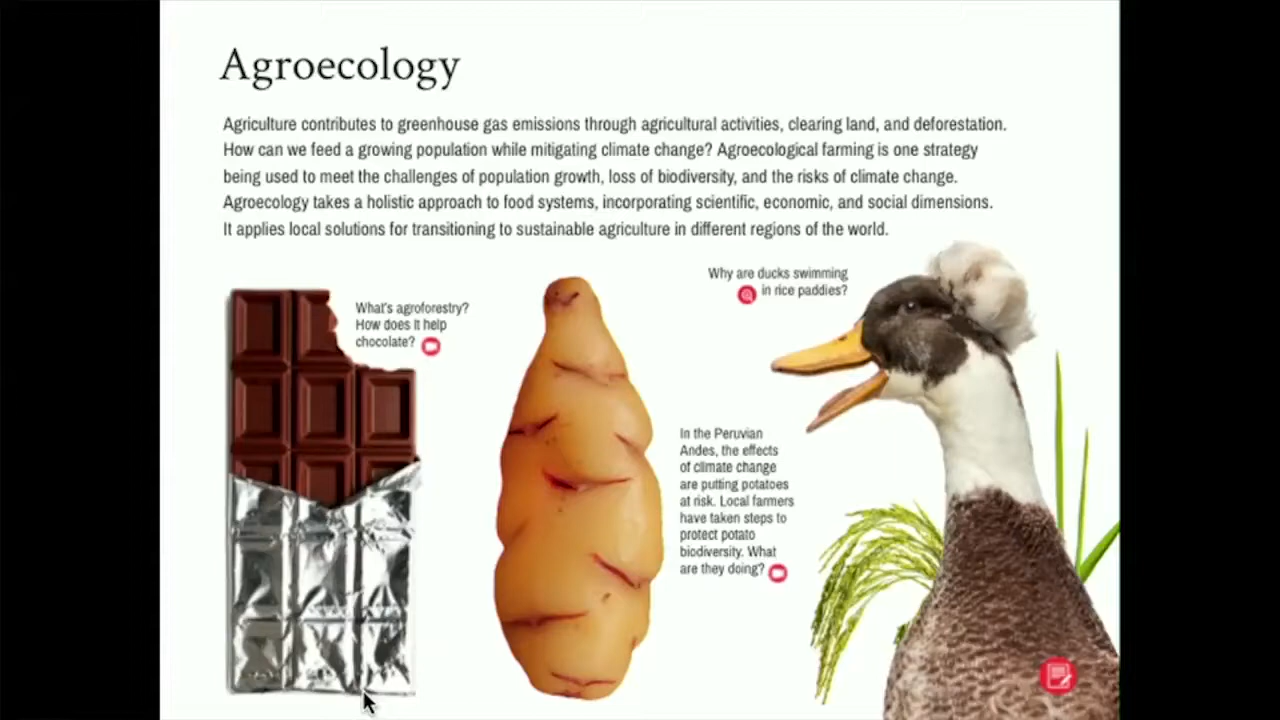 Agroecology
Agriculture contributes to greenhouse gas emissions through agricultural activities, clearing land, and deforestation.
How can we feed a growing population while mitigating climate change? Agroecological farming is one strategy
being used to meet the challenges of population growth, loss of biodiversity, and the risks of climate change.
Agroecology takes a holistic approach to food systems, incorporating scientific, economic, and social dimensions.
It applies local solutions for transitioning to sustainable agriculture in different regions of the world.
What's agroforestry?
How does it help
chocolate?
Why are ducks swimming
in rice paddies?
In the Peruvian
Andes, the effects
of climate change
are putting potatoes
at risk. Local farmers
have taken steps to
protect potato
biodiversity. What
are they doing?